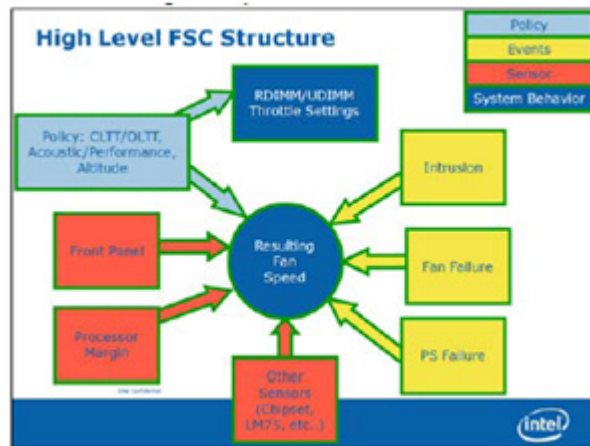 High Level FSC Structure
Policy
Events
Sensor
System Behavior
RDIMM/UDIMM
Throttle Settings
Policy: CLTT/OLTT,
Acoustic/Performance,
Altitude
Intrusion
Front Panel
Resulting
Fan
Speed
Fan Failure
Processor
Margin
PS Failure
Other
Sensors
(Chipset,
LM75, etc..)
intel